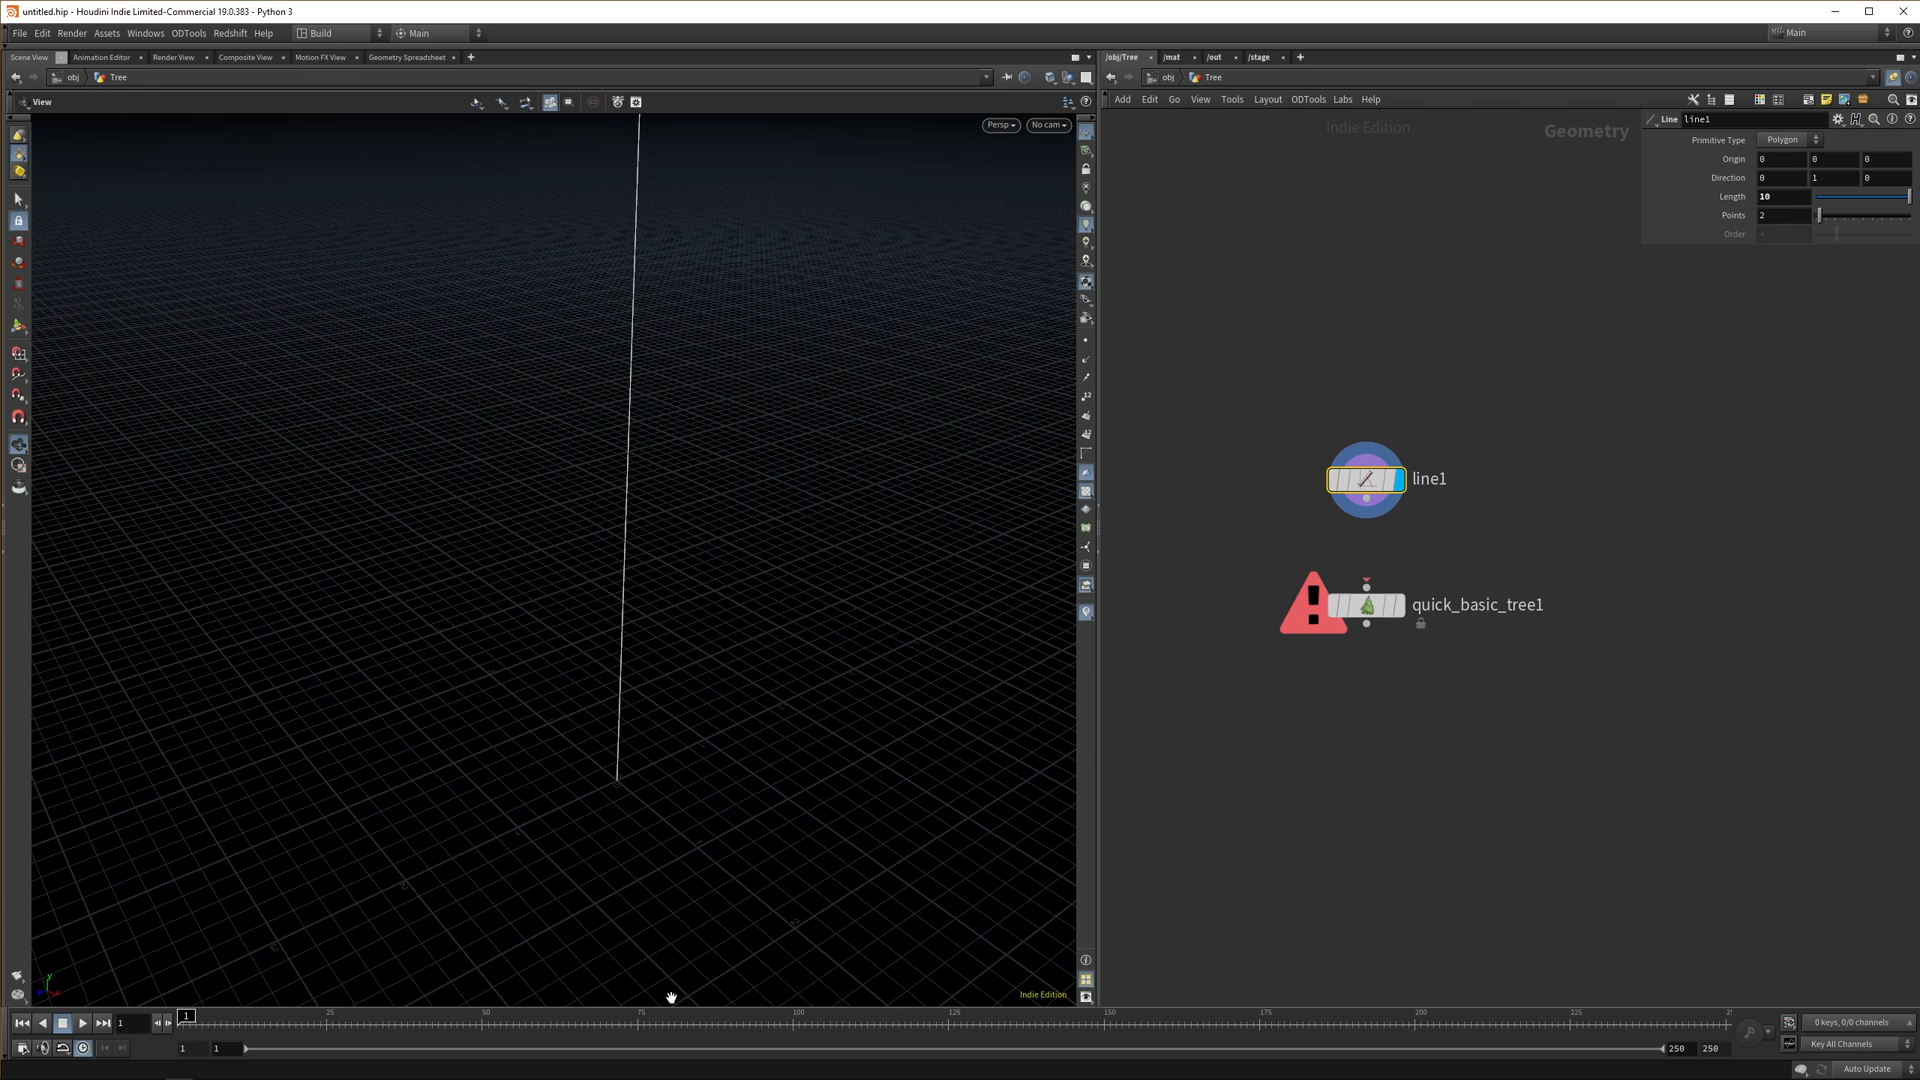 untitled.hip - Houdini Indie Limited-Commercial 19.0.383 - Python 3
File Edit Render Assets Windows ODTools Redshift Help
Build
Main
Main
Scene View
Animation Editor
Render View
Composite View
Motion FX View
Geometry Spreadsheet
/obj/Tree
/mat
/out
/stage
obj
Tree
obj
Tree
View
Add Edit Go View Tools Layout ODTools Labs Help
Persp
No cam
Indie Edition
Geometry
Line
line1
Primitive Type
Polygon
Origin
0
0
0
Direction
0
1
0
Length
10
Points
2
Order
4
line1
quick_basic_tree1
12
y
Indie Edition
1
1
25
50
75
100
125
150
175
200
225
0 keys, 0/0 channels
1
1
250
250
Key All Channels
Auto Update